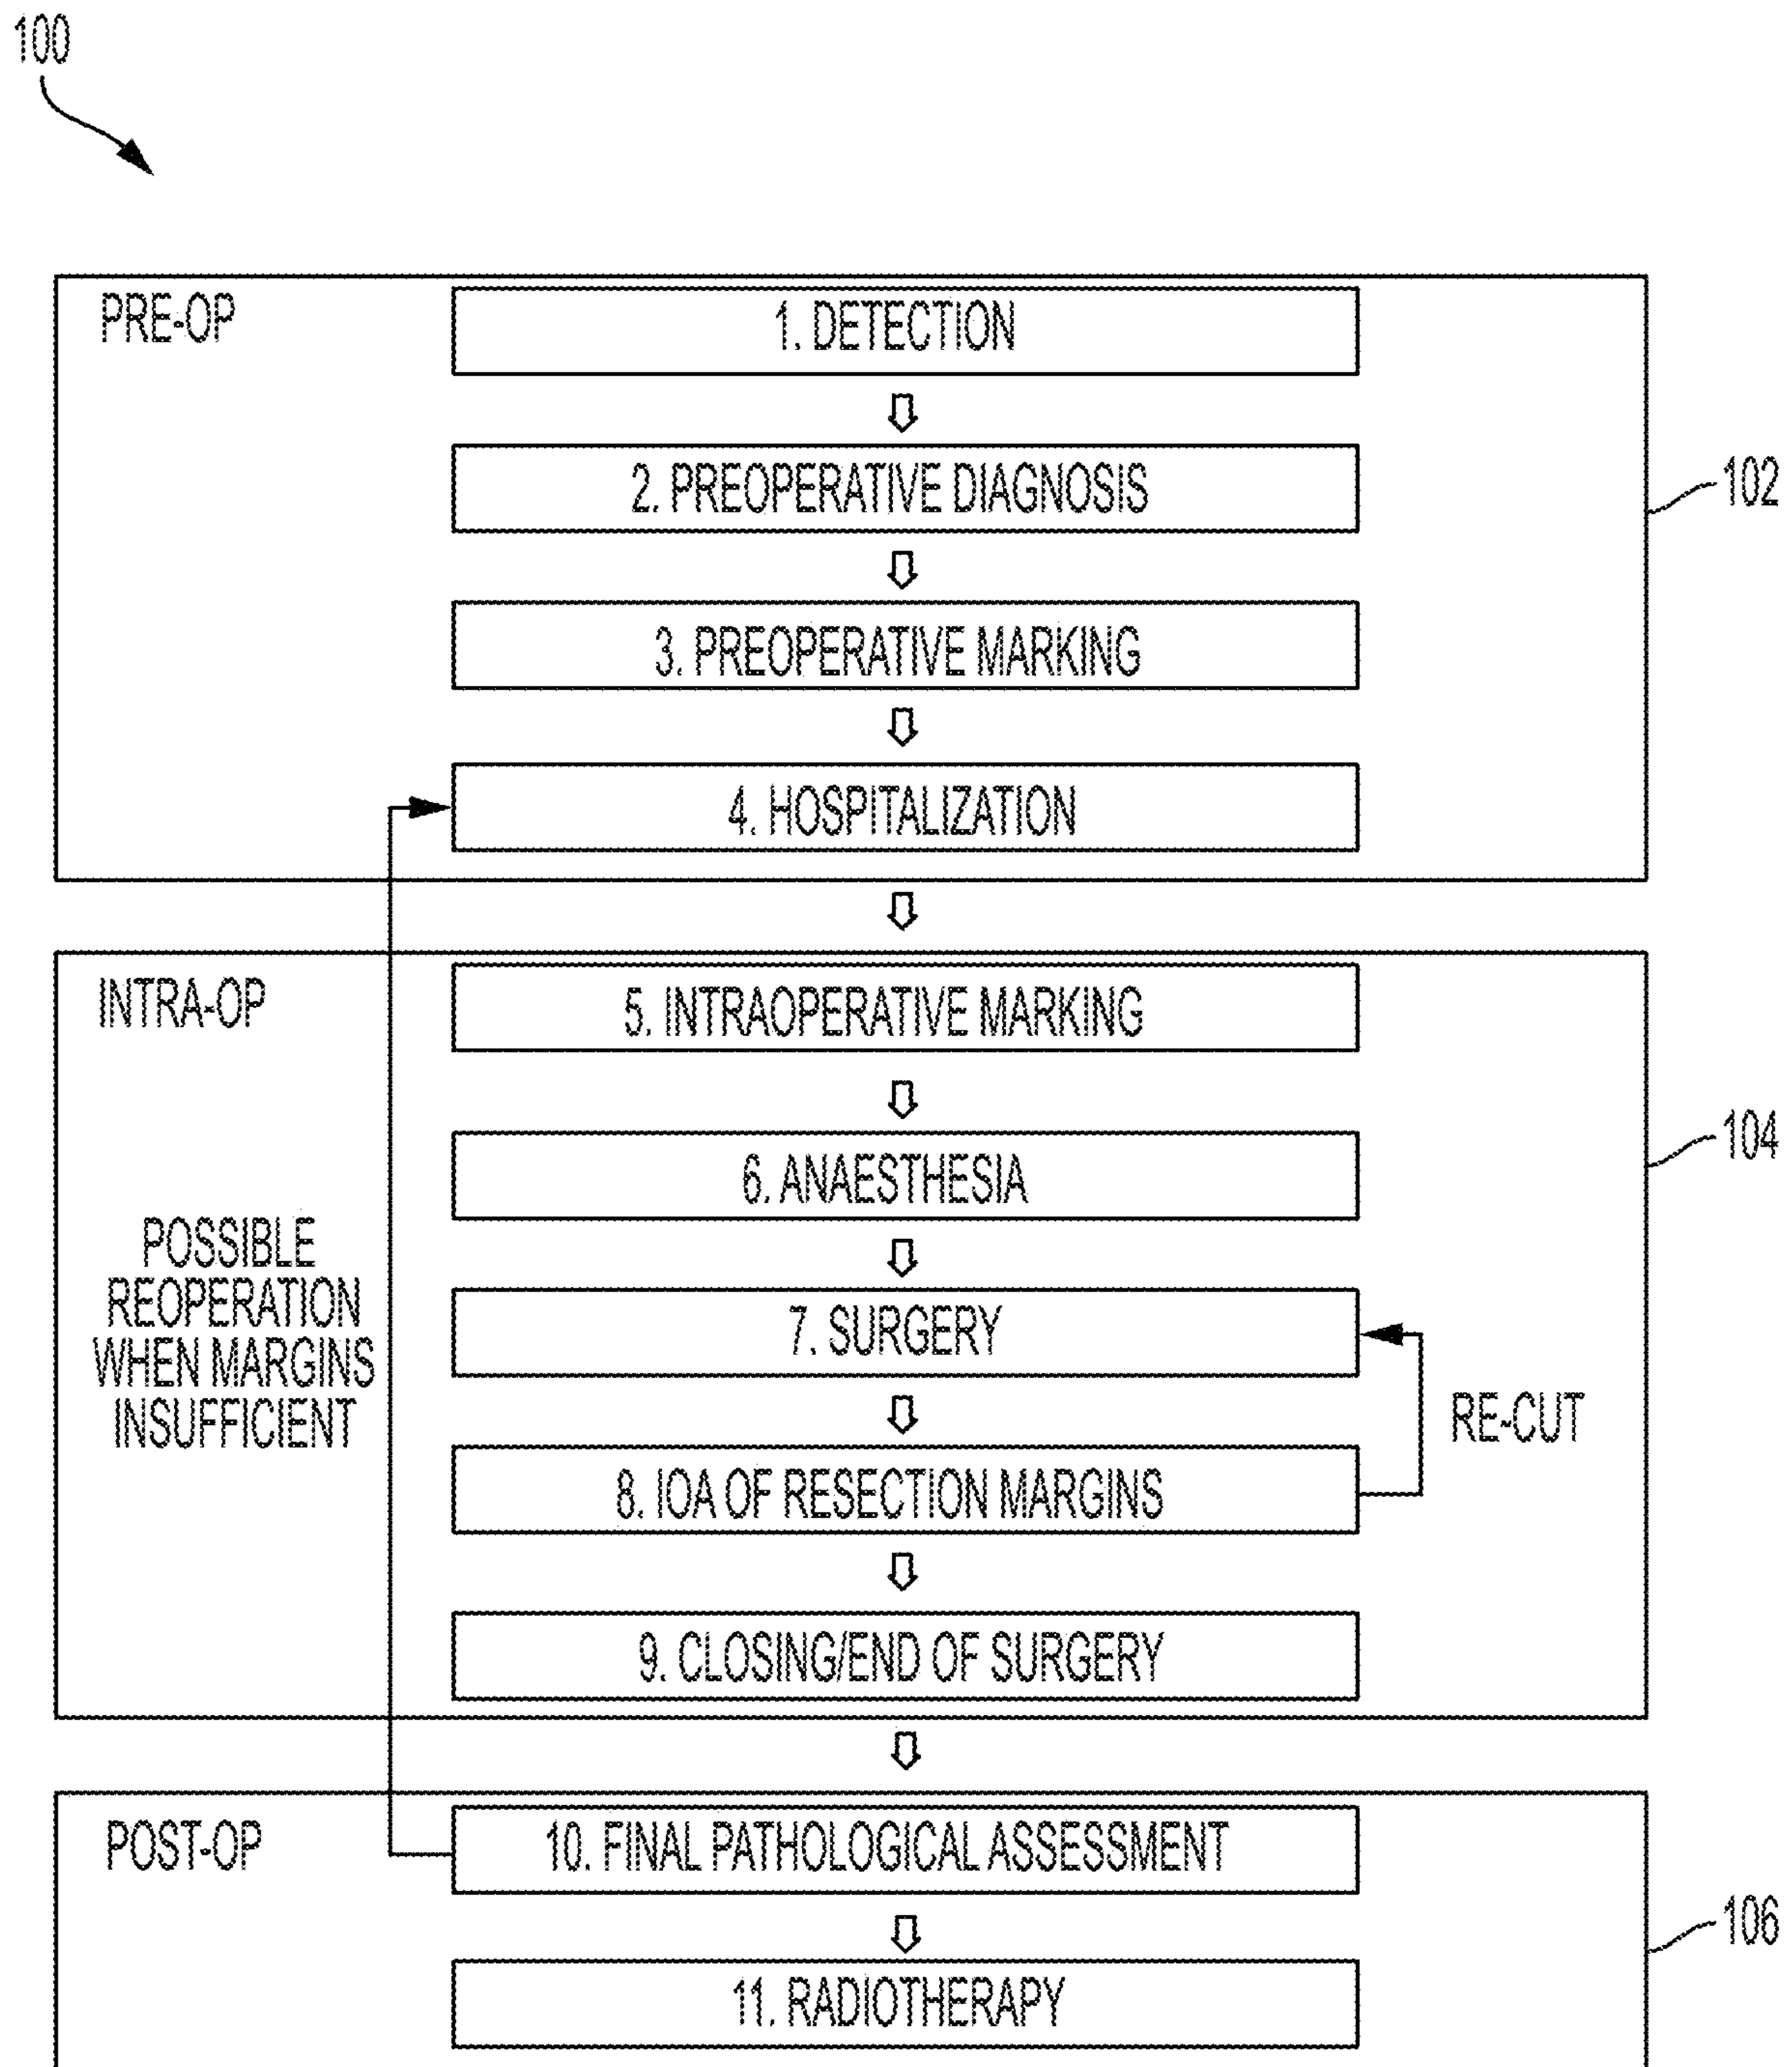 100
PRE-OP
1. DETECTION
2. PREOPERATIVE DIAGNOSIS
102
3. PREOPERATIVE MARKING
4. HOSPITALIZATION
INTRA-OP
5. INTRAOPERATIVE MARKING
104
6. ANAESTHESIA
POSSIBLE
REOPERATION
WHEN MARGINS
INSUFFICIENT
7. SURGERY
RE-CUT
8. IOA OF RESECTION MARGINS
9. CLOSING/END OF SURGERY
POST-OP
10. FINAL PATHOLOGICAL ASSESSMENT
106
11. RADIOTHERAPY